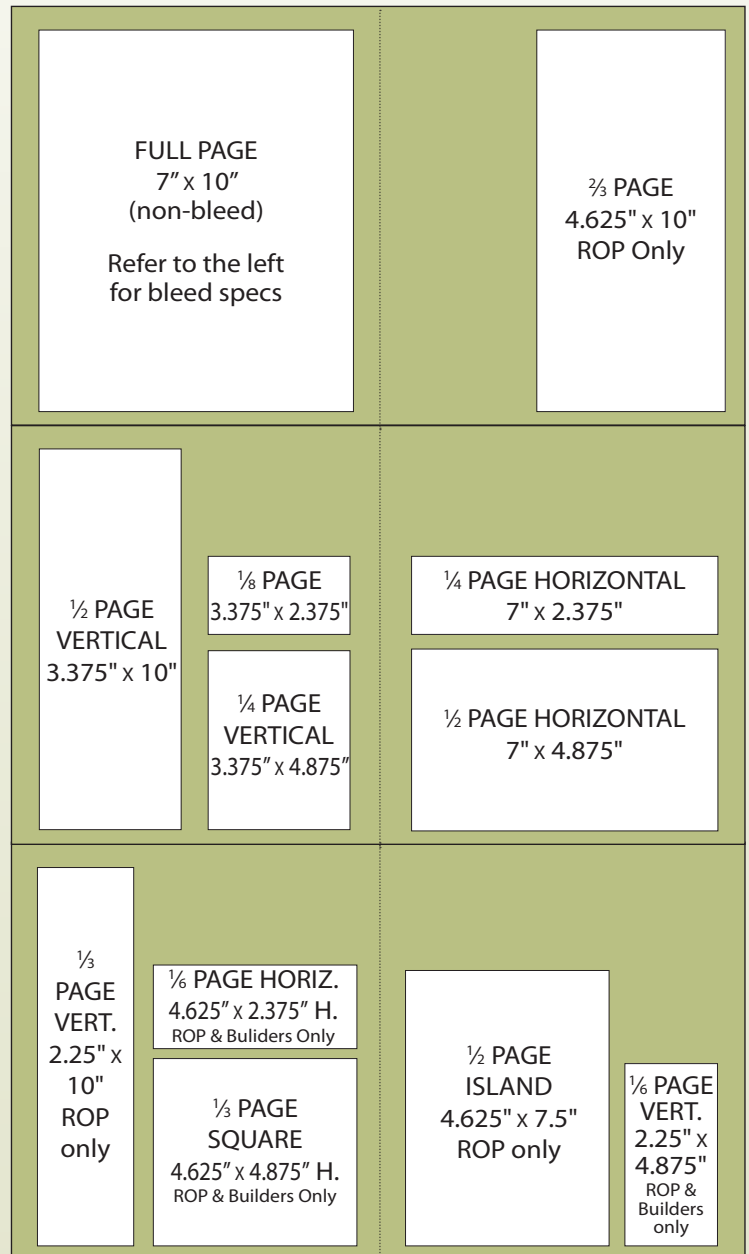 FULL PAGE
7” x 10”
(non-bleed)
Refer to the left
for bleed specs
⅔ PAGE
4.625" x 10"
ROP Only
½ PAGE
VERTICAL
3.375" x 10"
⅛ PAGE
3.375" x 2.375"
¼ PAGE
VERTICAL
3.375” x 4.875”
¼ PAGE HORIZONTAL
7" x 2.375"
½ PAGE HORIZONTAL
7" x 4.875"
⅓
PAGE
VERT.
2.25" x
10"
ROP
only
⅙ PAGE HORIZ.
4.625” x 2.375” H.
ROP & Buliders Only
⅓ PAGE
SQUARE
4.625” x 4.875” H.
ROP & Builders Only
½ PAGE
ISLAND
4.625" x 7.5"
ROP only
⅙ PAGE
VERT.
2.25" x
4.875"
ROP &
Builders
only